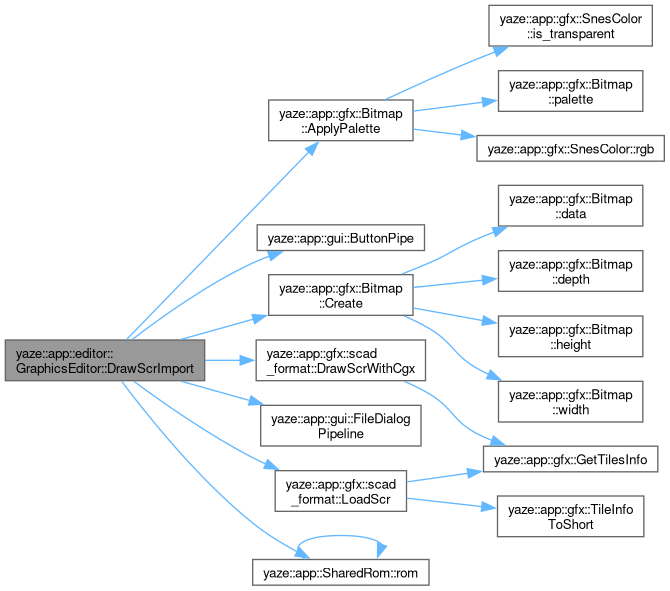 yaze::app::gfx::SnesColor
::is_transparent
yaze::app::gfx::Bitmap
::palette
yaze::app::gfx::Bitmap
::ApplyPalette
yaze::app::gfx::SnesColor::rgb
yaze::app::gfx::Bitmap
::data
yaze::app::gui::ButtonPipe
yaze::app::gfx::Bitmap
::depth
yaze::app::gfx::Bitmap
::Create
yaze::app::gfx::Bitmap
::height
yaze::app::editor::
GraphicsEditor::DrawScrImport
yaze::app::gfx::scad
_format::DrawScrWithCgx
yaze::app::gfx::Bitmap
::width
yaze::app::gui::FileDialog
Pipeline
yaze::app::gfx::GetTilesInfo
yaze::app::gfx::scad
_format::LoadScr
yaze::app::gfx::TileInfo
ToShort
yaze::app::SharedRom::rom